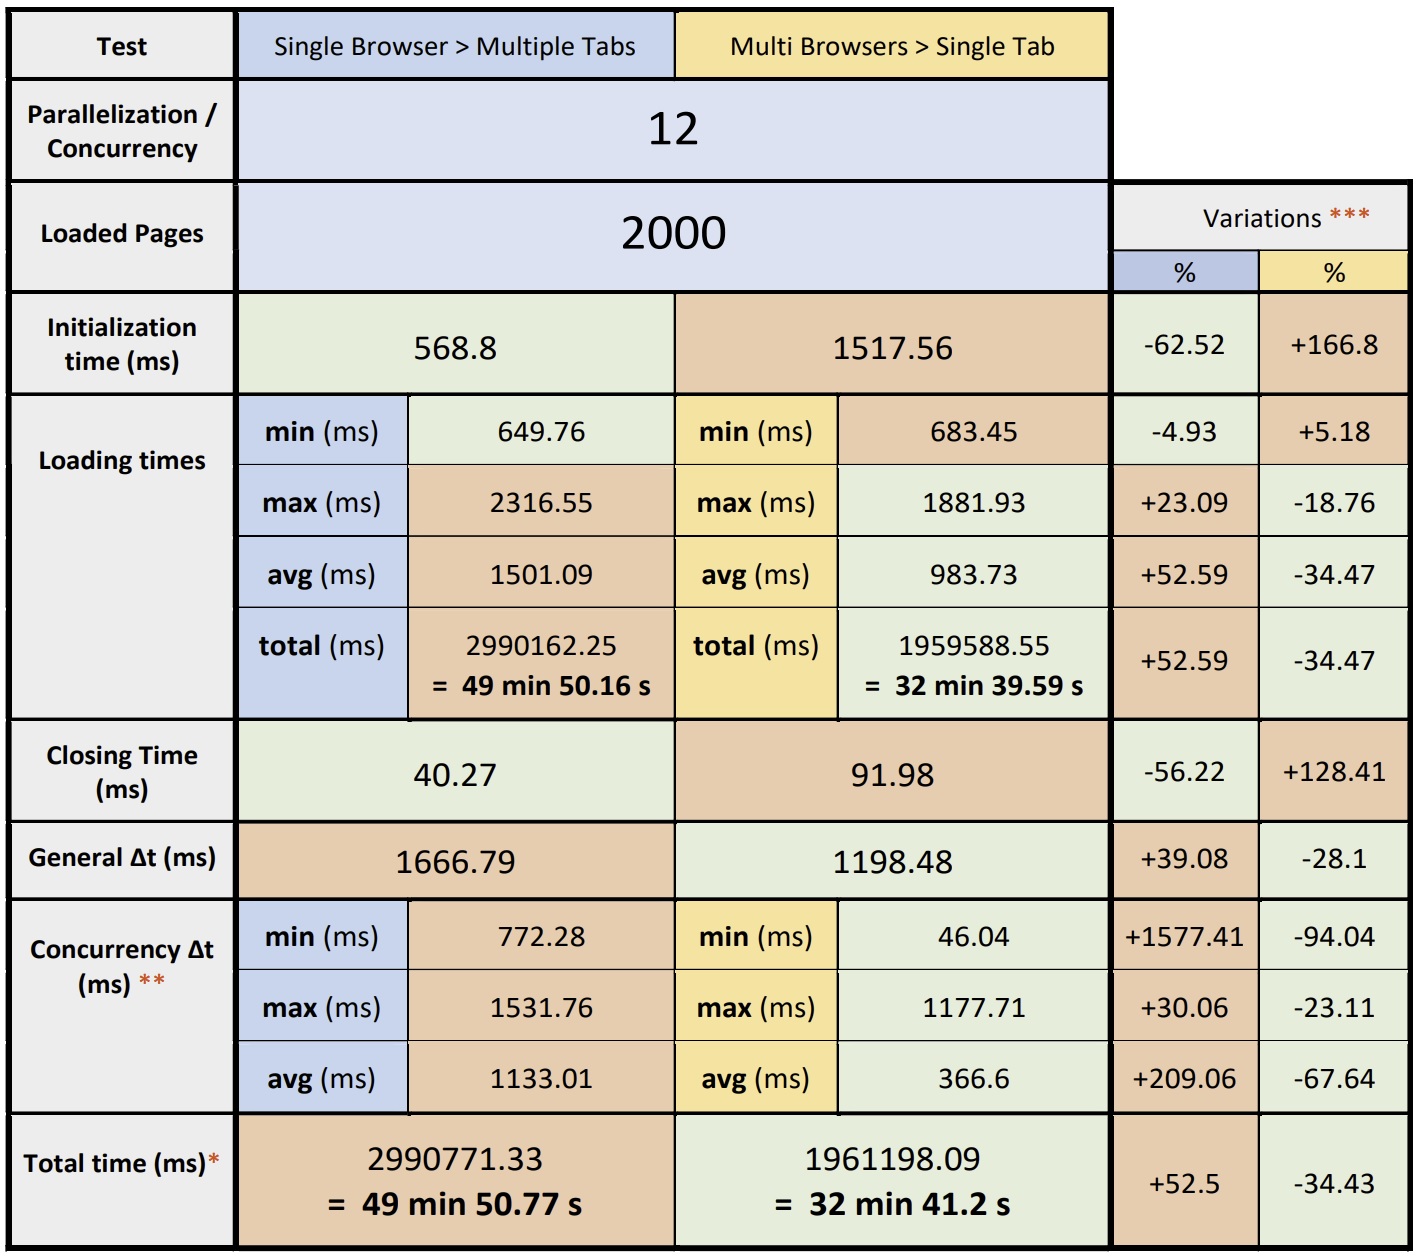 Test
Single Browser > Multiple Tabs
Multi Browsers > Single Tab
Parallelization /
Concurrency
12
Loaded Pages
2000
Variations ***
%
%
Initialization
time (ms)
568.8
1517.56
-62.52
+166.8
Loading times
min (ms)
649.76
min (ms)
683.45
-4.93
+5.18
max (ms)
2316.55
max (ms)
1881.93
+23.09
-18.76
avg (ms)
1501.09
avg (ms)
983.73
+52.59
-34.47
total (ms)
2990162.25
= 49 min 50.16 s
total (ms)
1959588.55
= 32 min 39.59 s
+52.59
-34.47
Closing Time
(ms)
40.27
91.98
-56.22
+128.41
General Δt (ms)
1666.79
1198.48
+39.08
-28.1
Concurrency Δt
(ms) **
min (ms)
772.28
min (ms)
46.04
+1577.41
-94.04
max (ms)
1531.76
max (ms)
1177.71
+30.06
-23.11
avg (ms)
1133.01
avg (ms)
366.6
+209.06
-67.64
Total time (ms)*
2990771.33
= 49 min 50.77 s
1961198.09
= 32 min 41.2 s
+52.5
-34.43